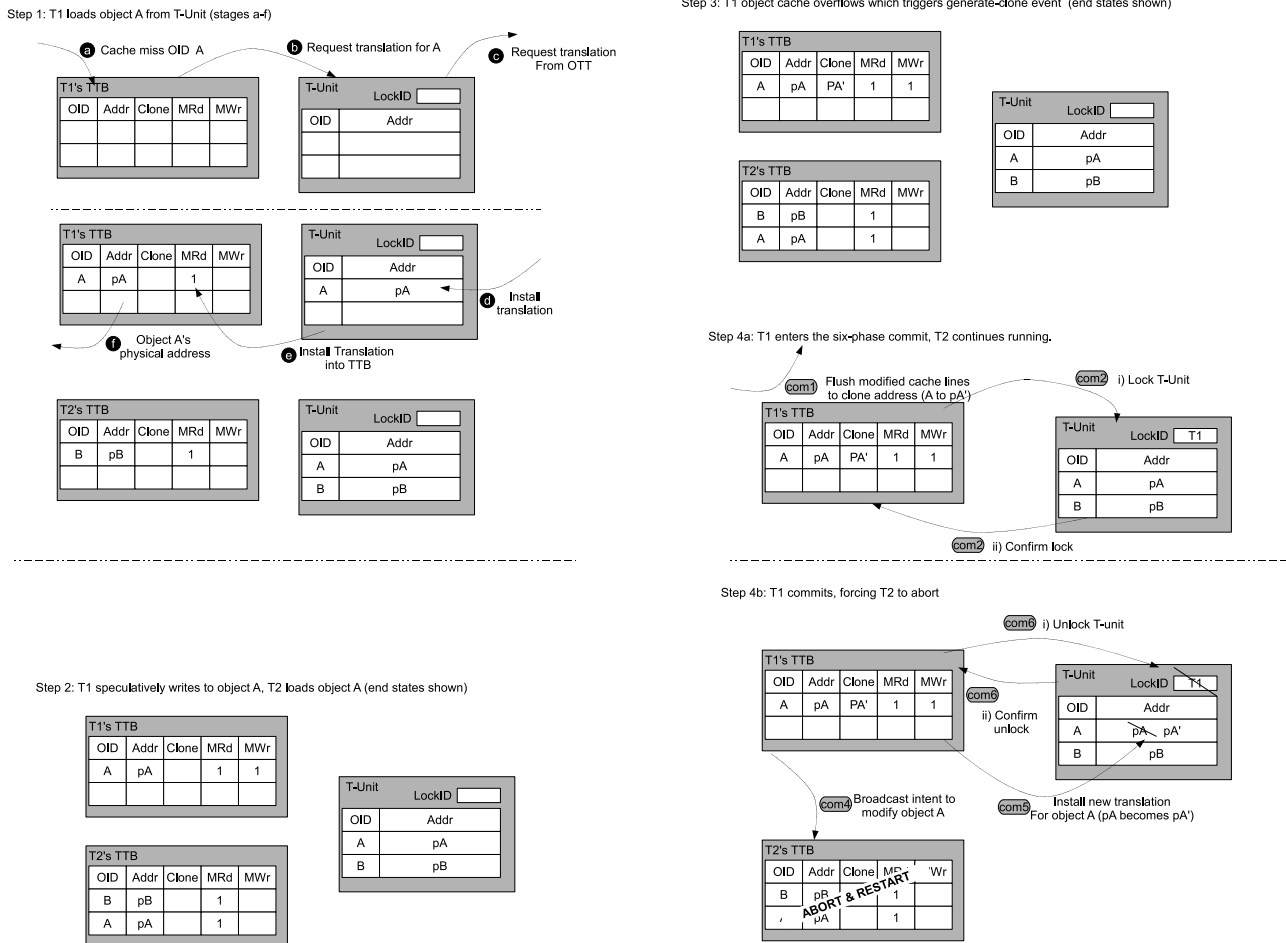 Step 1: T1 loads object A from T-Unit (stages a-f)
a Cache miss OID A
b Request translation for A
c Request translation
From OTT
T1's TTB
OID Addr Clone MRd MWr
T-Unit
LockID
OID Addr
T1's TTB
OID Addr Clone MRd MWr
A pA 1
T-Unit
LockID
OID Addr
A pA
d Install
translation
f Object A's
physical address
e Install Translation
into TTB
T2's TTB
OID Addr Clone MRd MWr
B pB 1
T-Unit
LockID
OID Addr
A pA
B pB
Step 2: T1 speculatively writes to object A, T2 loads object A (end states shown)
T1's TTB
OID Addr Clone MRd MWr
A pA 1 1
T-Unit
LockID
OID Addr
A pA
B pB
T2's TTB
OID Addr Clone MRd MWr
B pB 1
A pA 1
Step 3: T1 object cache overflows which triggers generate-clone event (end states shown)
T1's TTB
OID Addr Clone MRd MWr
A pA PA' 1 1
T-Unit
LockID
OID Addr
A pA
B pB
T2's TTB
OID Addr Clone MRd MWr
B pB 1
A pA 1
Step 4a: T1 enters the six-phase commit, T2 continues running.
com1 Flush modified cache lines
to clone address (A to pA')
com2 i) Lock T-Unit
T1's TTB
OID Addr Clone MRd MWr
A pA PA' 1 1
T-Unit
LockID T1
OID Addr
A pA
B pB
com2 ii) Confirm lock
Step 4b: T1 commits, forcing T2 to abort
com6 i) Unlock T-unit
T1's TTB
OID Addr Clone MRd MWr
A pA PA' 1 1
com6
ii) Confirm
unlock
T-Unit
LockID T1
OID Addr
A pA pA'
B pB
com4 Broadcast intent to
modify object A
com5 Install new translation
For object A (pA becomes pA')
T2's TTB
OID Addr Clone Wr
B pB 1
pA 1
ABORT & RESTART